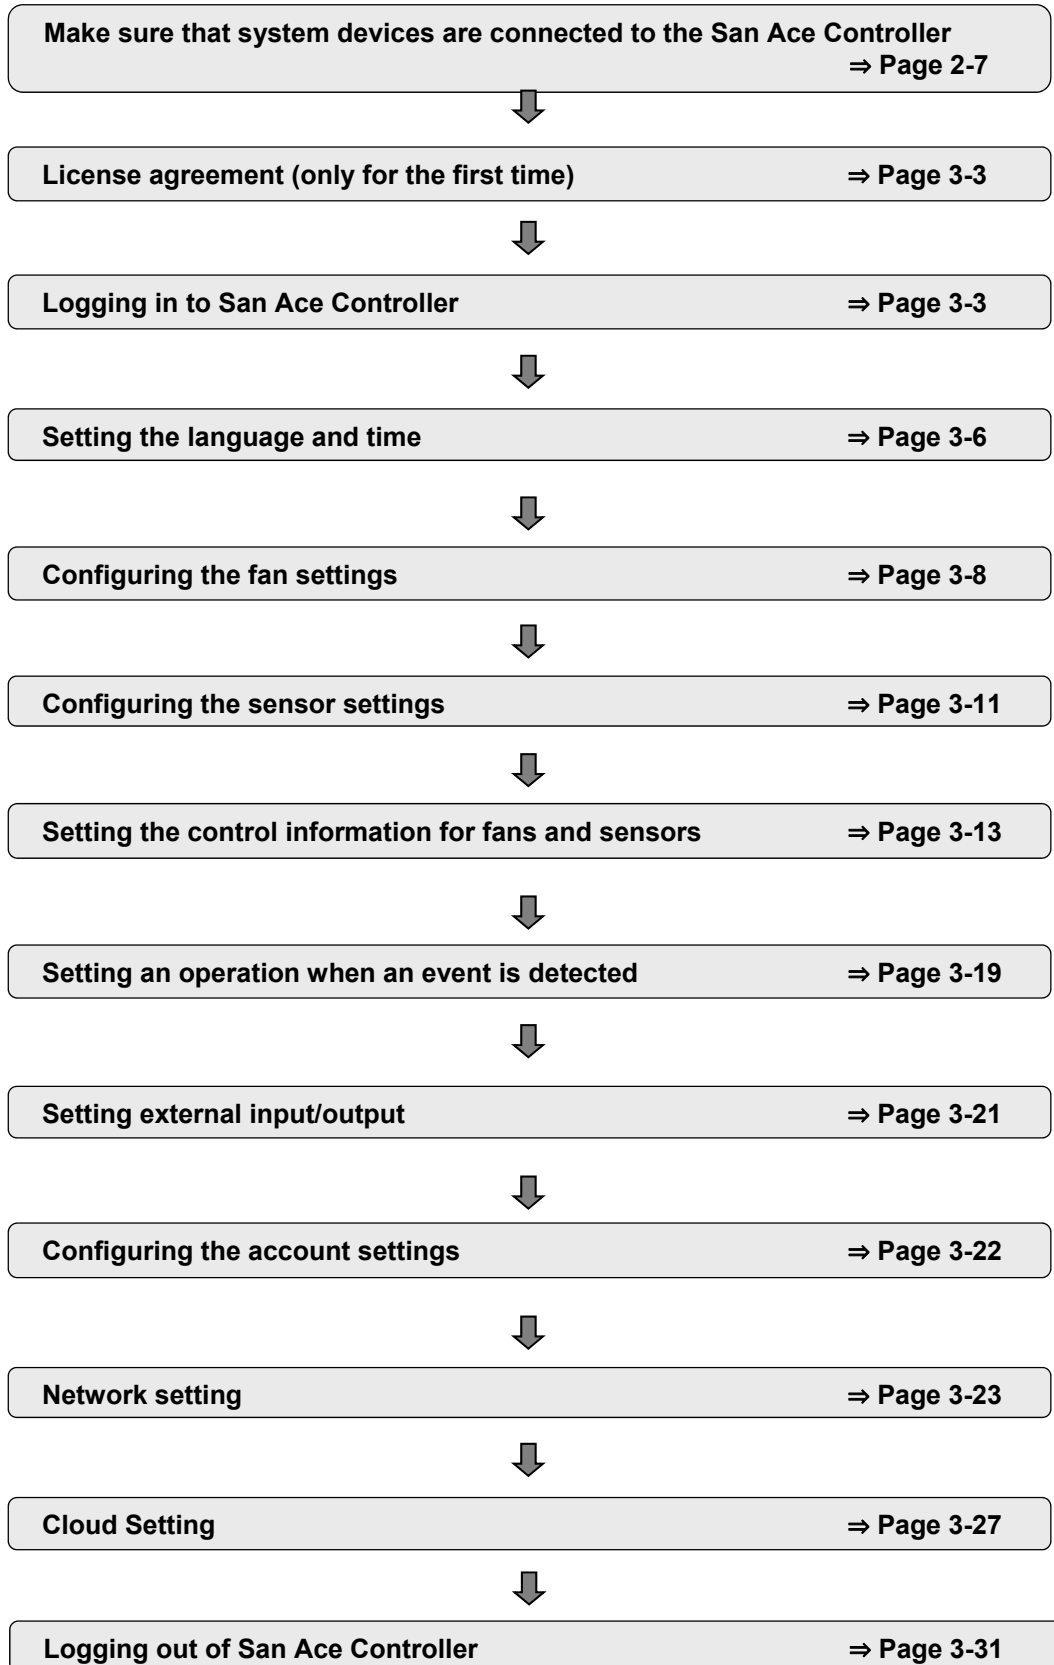 Make sure that system devices are connected to the San Ace Controller
⇒ Page 2-7
License agreement (only for the first time) ⇒ Page 3-3
Logging in to San Ace Controller ⇒ Page 3-3
Setting the language and time ⇒ Page 3-6
Configuring the fan settings ⇒ Page 3-8
Configuring the sensor settings ⇒ Page 3-11
Setting the control information for fans and sensors ⇒ Page 3-13
Setting an operation when an event is detected ⇒ Page 3-19
Setting external input/output ⇒ Page 3-21
Configuring the account settings ⇒ Page 3-22
Network setting ⇒ Page 3-23
Cloud Setting ⇒ Page 3-27
Logging out of San Ace Controller ⇒ Page 3-31